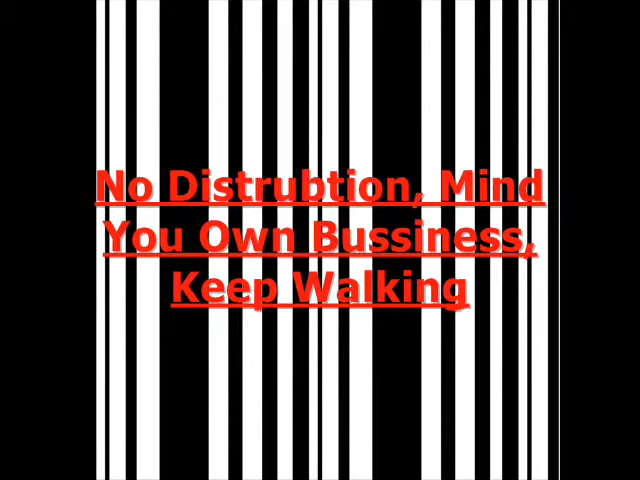 No Distrubtion, Mind
You Own Bussiness,
Keep Walking